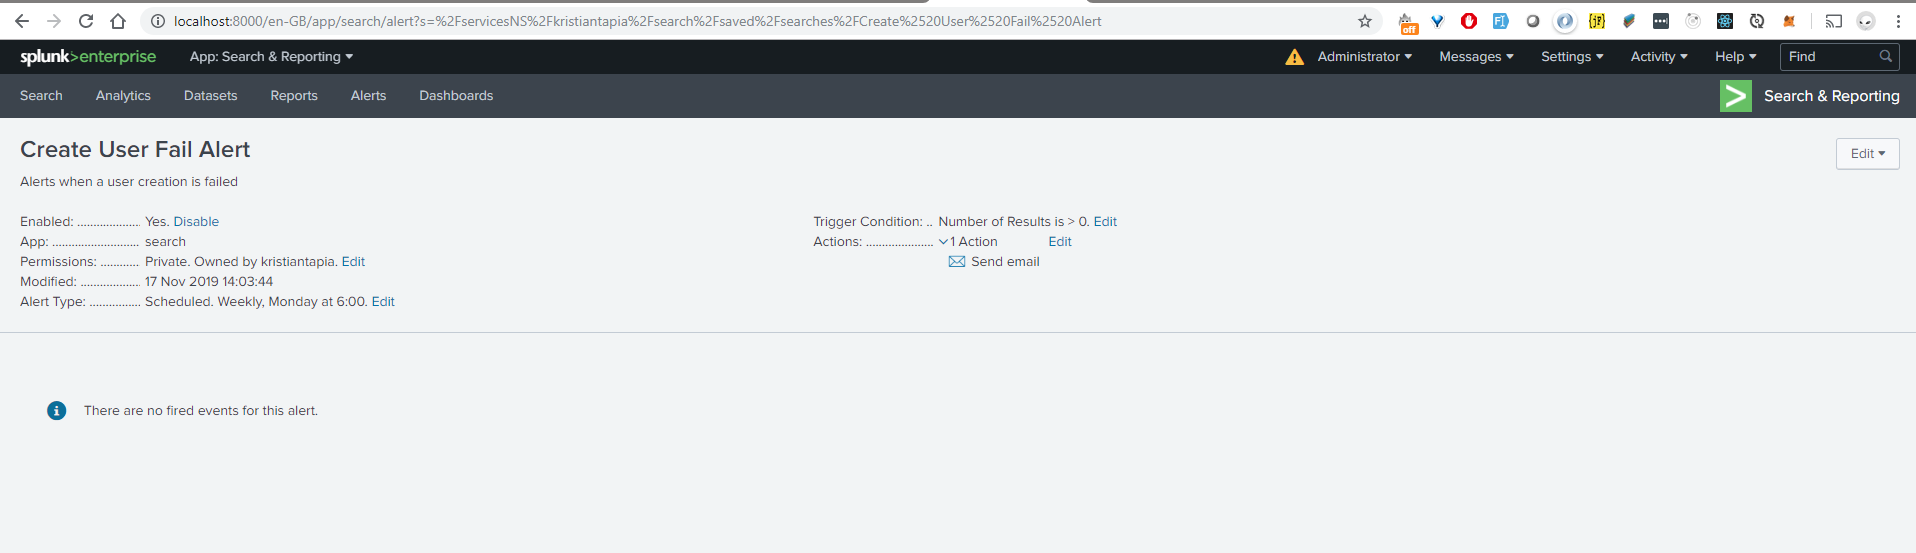 localhost:8000/en-GB/app/search/alert?s=%2FservicesNS%2Fkristiantapia%2Fsearch%2Fsaved%2Fsearches%2FCreate%2520User%2520Fail%2520Alert
off
splunk>enterprise App: Search & Reporting Administrator Messages Settings Activity Help Find
Search Analytics Datasets Reports Alerts Dashboards Search & Reporting
Create User Fail Alert
Edit
Alerts when a user creation is failed
Enabled: .................... Yes. Disable
App: ........................... search
Permissions: ............ Private. Owned by kristiantapia. Edit
Modified: ................... 17 Nov 2019 14:03:44
Alert Type: ................ Scheduled. Weekly, Monday at 6:00. Edit
Trigger Condition: .. Number of Results is > 0. Edit
Actions: ..................... 1 Action Edit
Send email
There are no fired events for this alert.